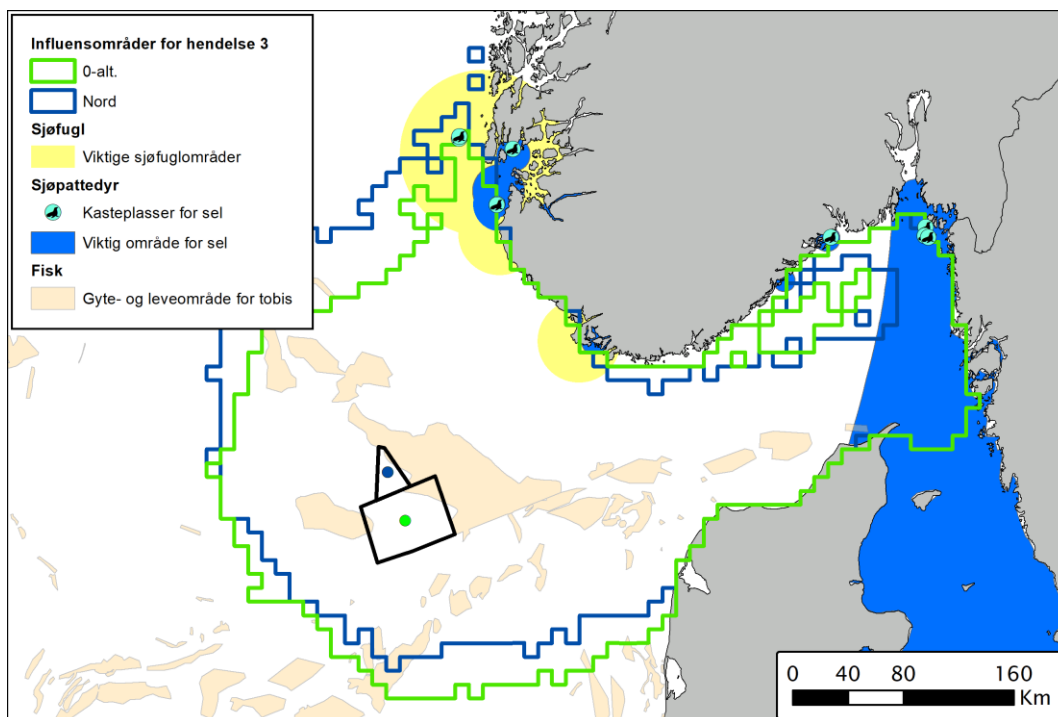 Influensområder for hendelse 3
0-alt.
Nord
Sjøfugl
Viktige sjøfuglområder
Sjøpattedyr
Kasteplasser for sel
Viktig område for sel
Fisk
Gyte- og leveområde for tobis
0 40 80 160
Km